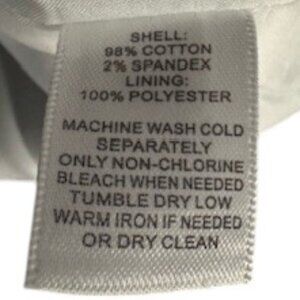 SHELL:
98% COTTON
2% SPANDEX
LINING:
100% POLYESTER
MACHINE WASH COLD
SEPARATELY
ONLY NON-CHLORINE
BLEACH WHEN NEEDED
TUMBLE DRY LOW
WARM IRON IF NEEDED
OR DRY CLEAN